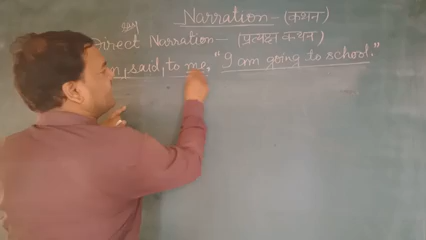 Narration - (कथन)
Direct Narration - (प्रत्यक्ष कथन)
said, to me, "I am going to school."